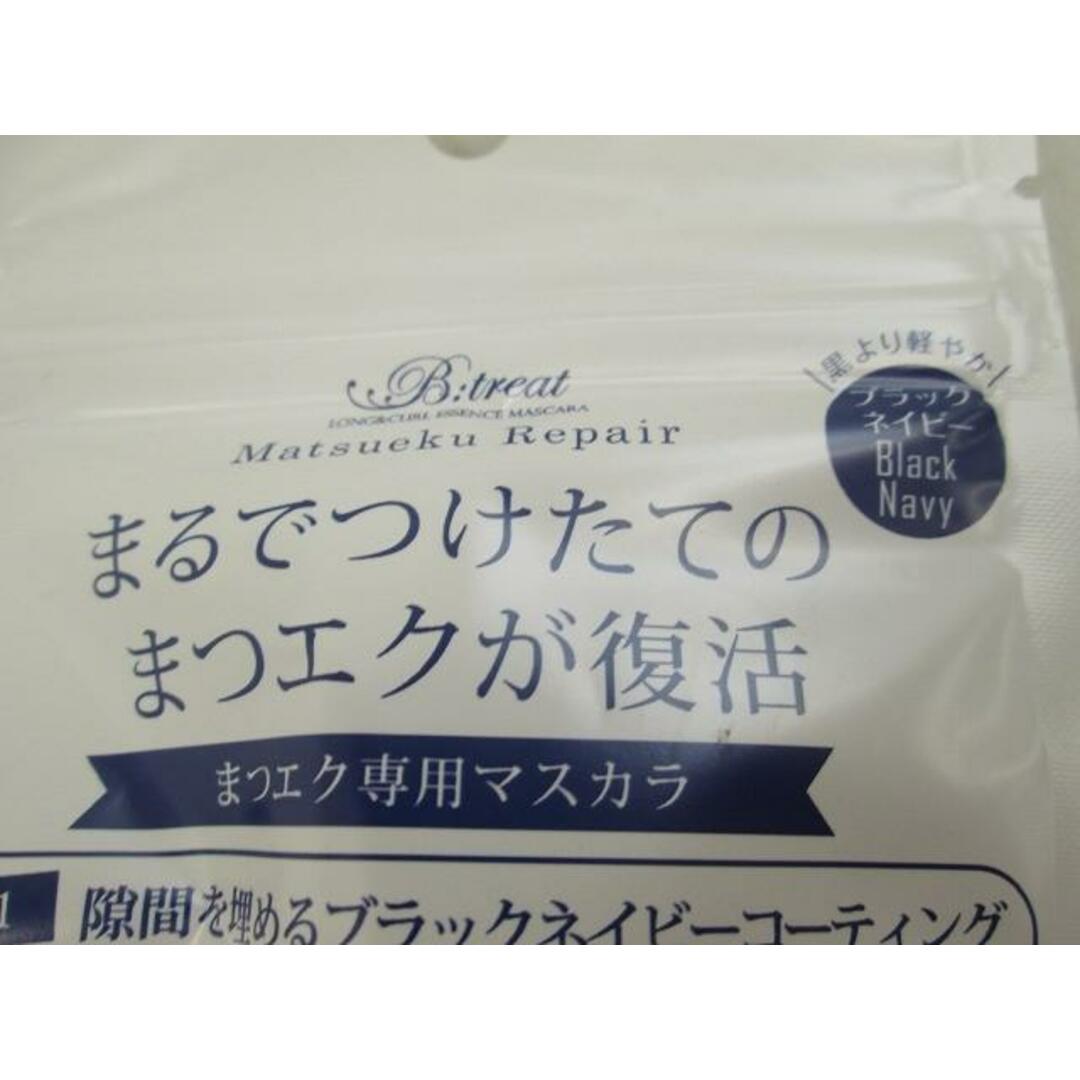 B:treat
LONG&CURL ESSENCE MASCARA
Matsueku Repair
黒より軽やか
ブラック
ネイビー
Black
Navy
まるでつけたての
まつエクが復活
まつエク専用マスカラ
1
隙間を埋めるブラックネイビーコーティング